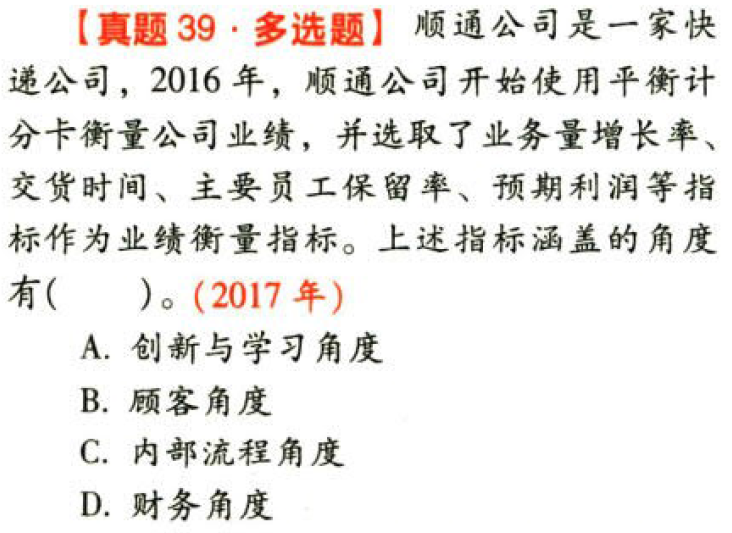 【真题 39·多选题】 顺通公司是一家快
递公司，2016 年，顺通公司开始使用平衡计
分卡衡量公司业绩，并选取了业务量增长率、
交货时间、主要员工保留率、预期利润等指
标作为业绩衡量指标。上述指标涵盖的角度
有(　　)。(2017 年)
A. 创新与学习角度
B. 顾客角度
C. 内部流程角度
D. 财务角度